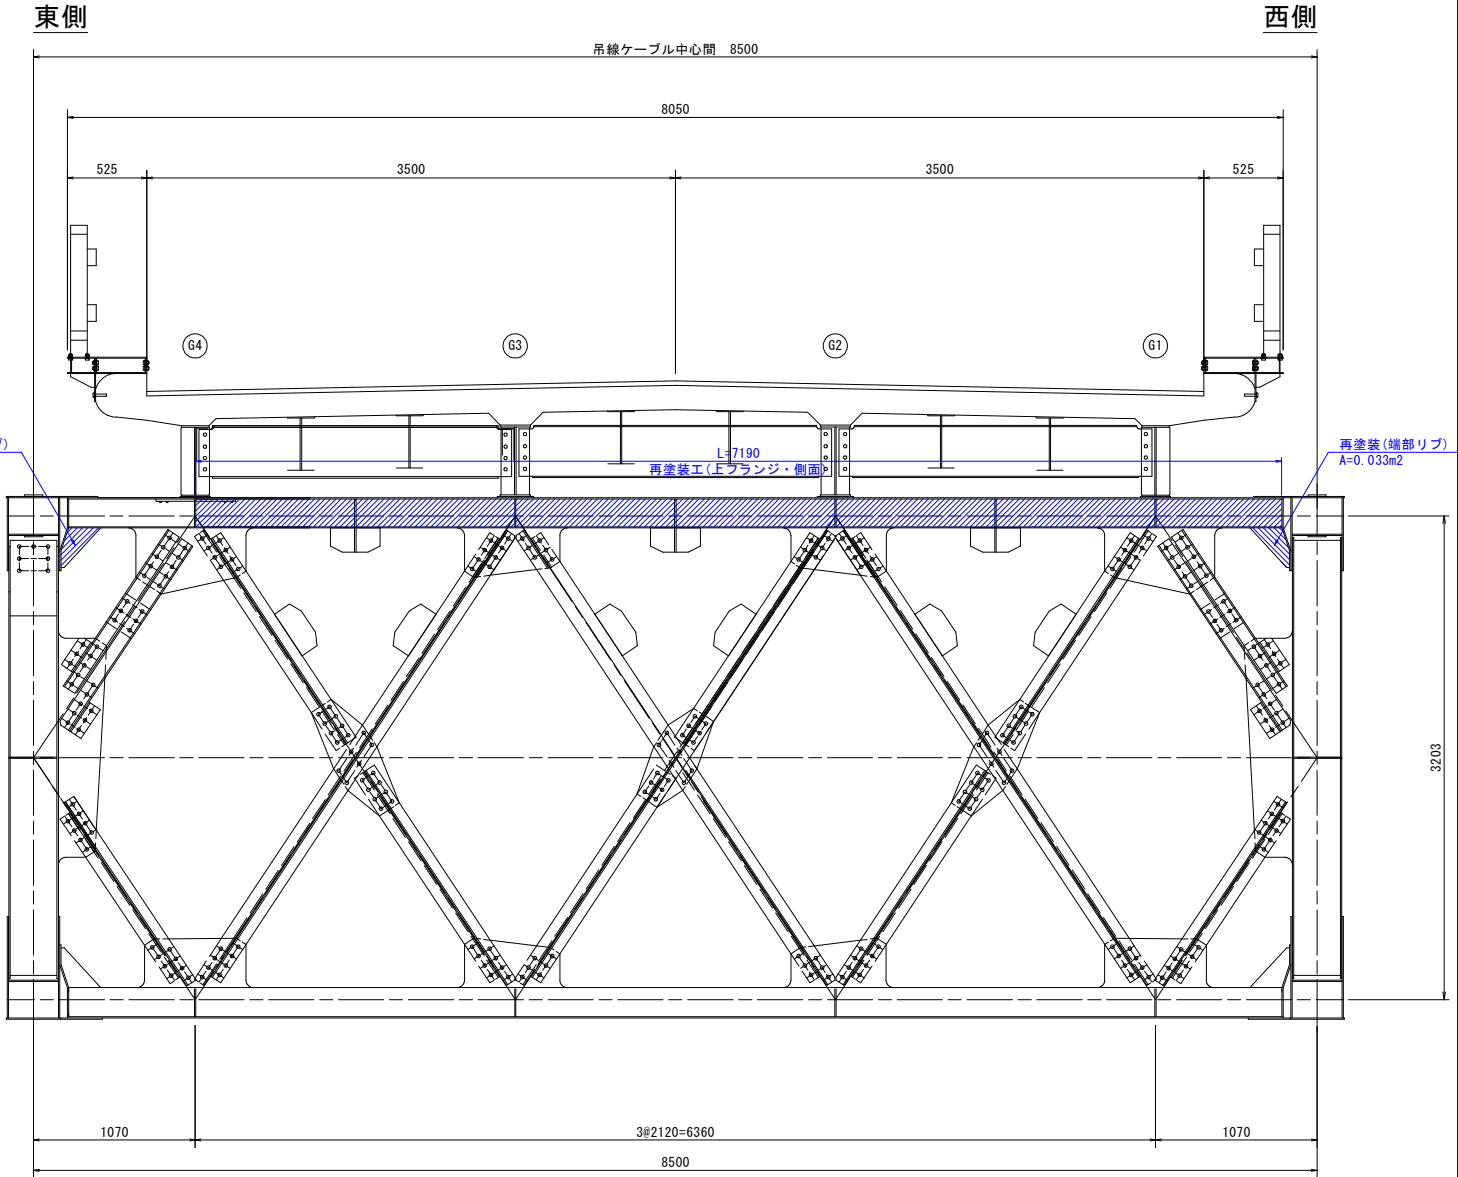 東側
西側
吊線ケーブル中心間 8500
8050
525
3500
3500
525
G4
G3
G2
G1
ブ)
L=7190
再塗装工(上フランジ・側面)
再塗装(端部リブ)
A=0.033m2
3203
1070
3@2120=6360
1070
8500